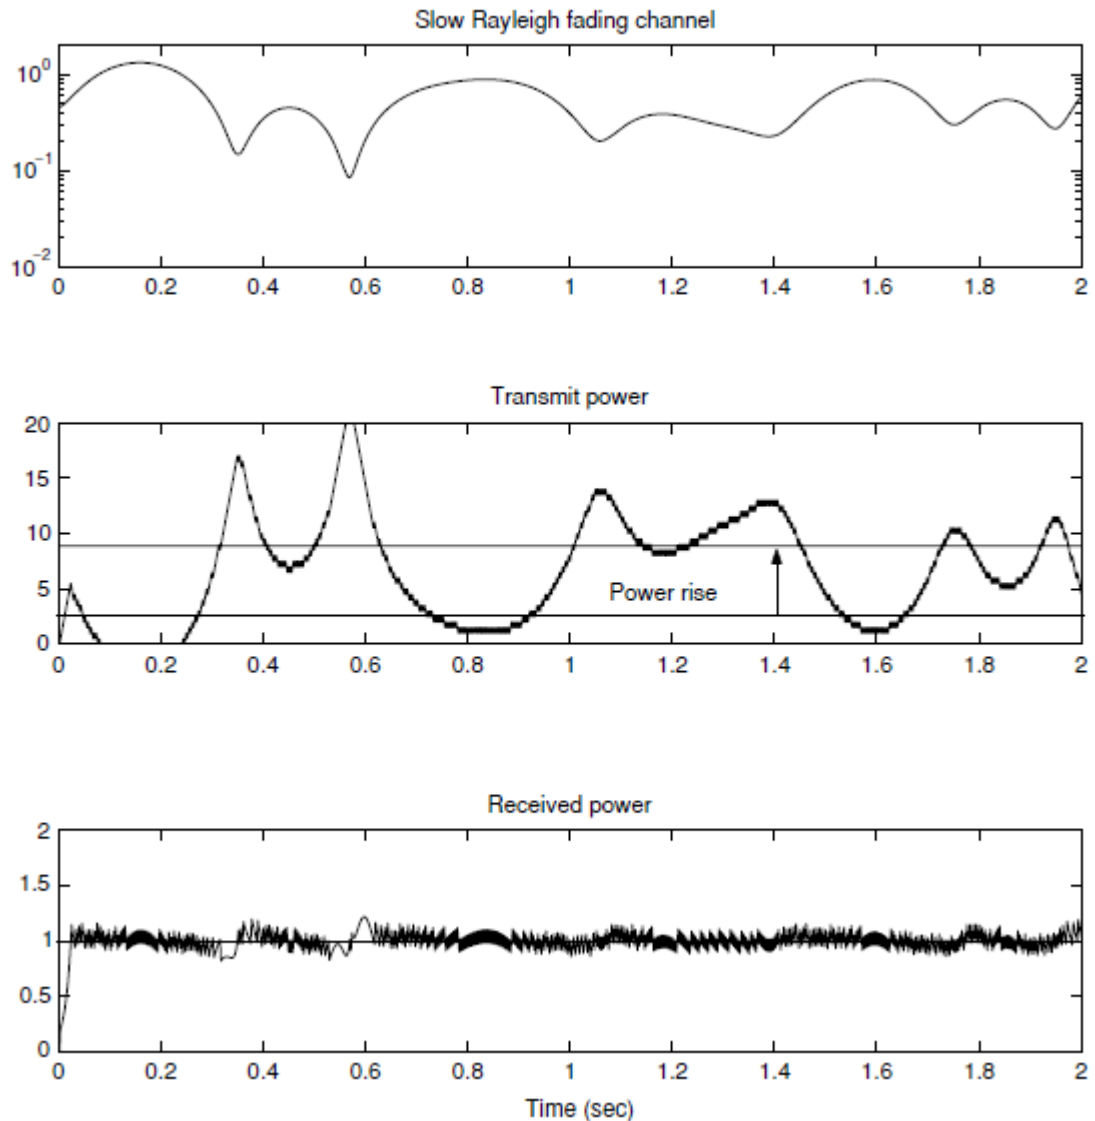 Slow Rayleigh fading channel
10⁰
10⁻¹
10⁻²
0 0.2 0.4 0.6 0.8 1 1.2 1.4 1.6 1.8 2
Transmit power
20
15
10
5
0
Power rise
0 0.2 0.4 0.6 0.8 1 1.2 1.4 1.6 1.8 2
Received power
2
1.5
1
0.5
0
0 0.2 0.4 0.6 0.8 1 1.2 1.4 1.6 1.8 2
Time (sec)